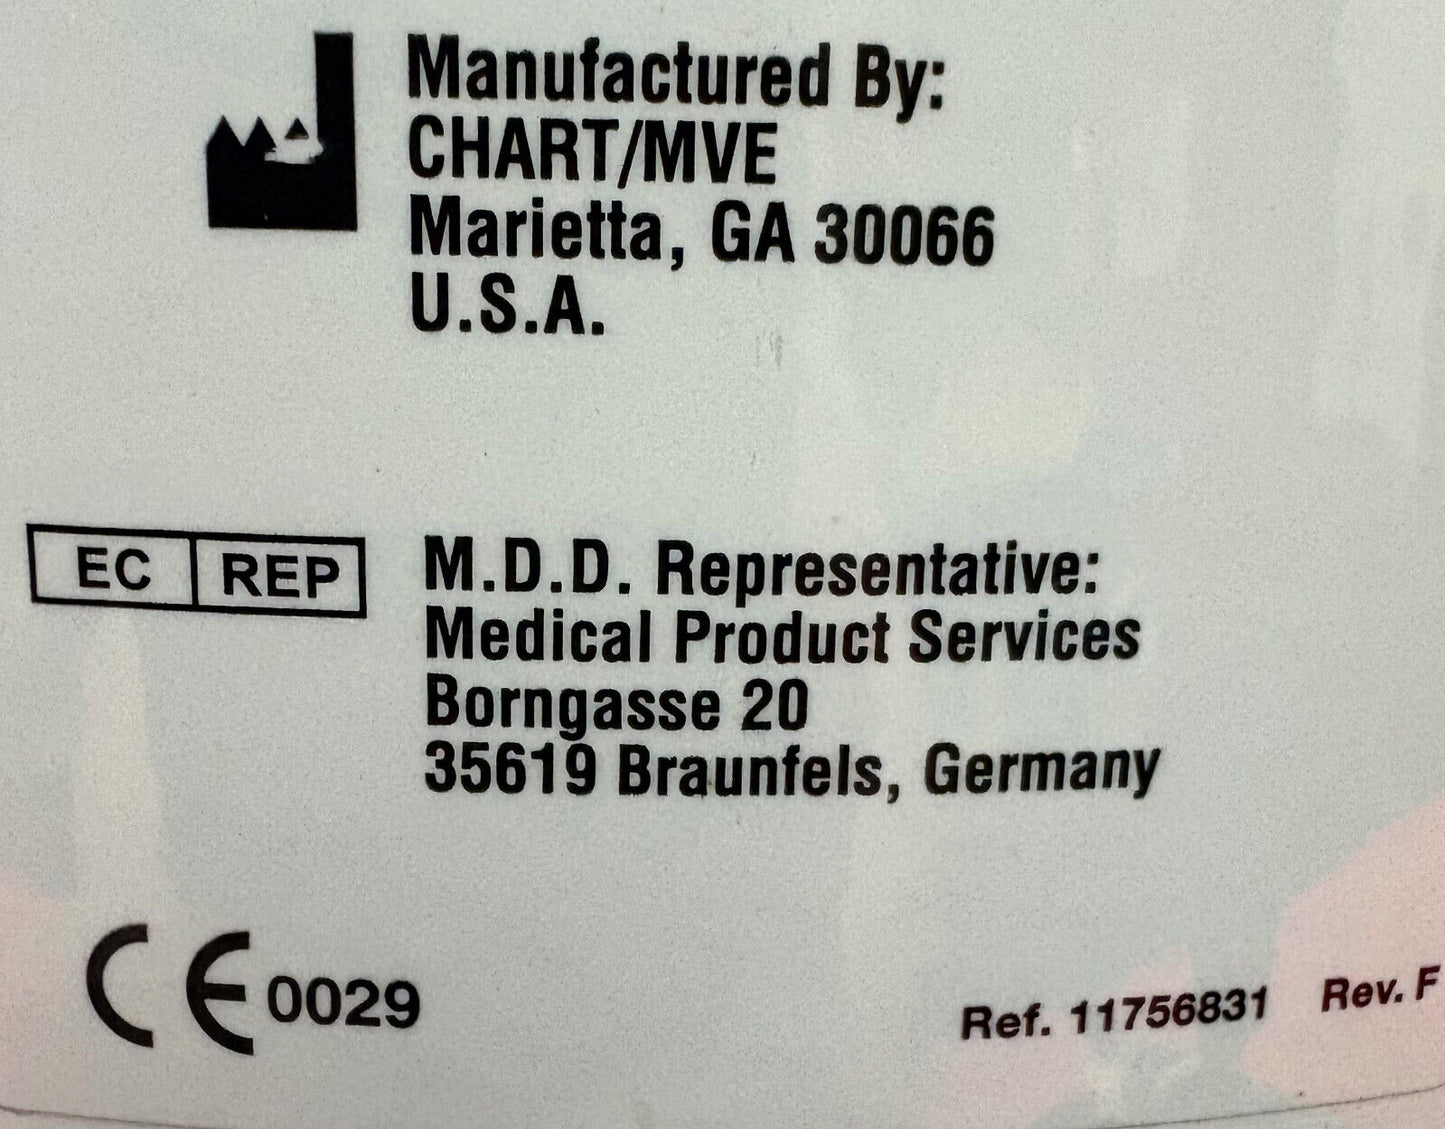 Manufactured By:
CHART/MVE
Marietta, GA 30066
U.S.A.
EC REP
M.D.D. Representative:
Medical Product Services
Borngasse 20
35619 Braunfels, Germany
CE 0029
Ref. 11756831 Rev. F